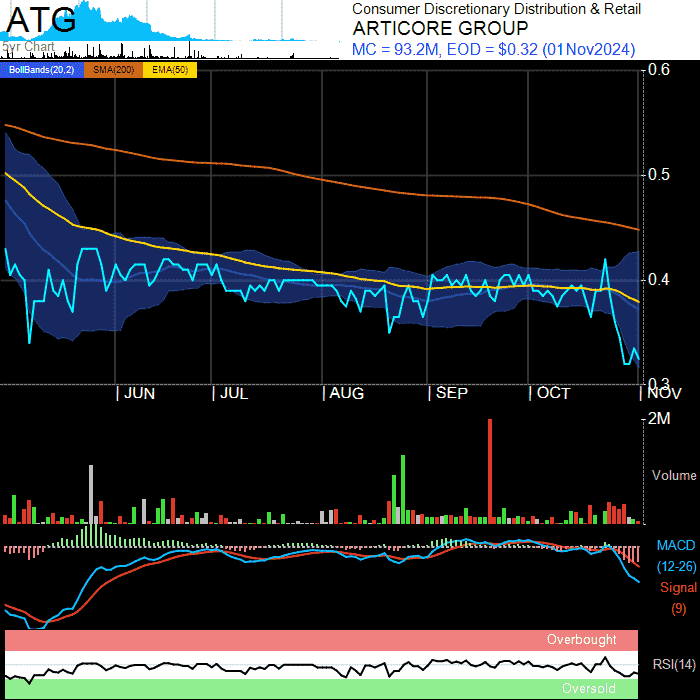 ATG
5yr Chart
Consumer Discretionary Distribution & Retail
ARTICORE GROUP
MC = 93.2M, EOD = $0.32 (01Nov2024)
BollBands(20,2) SMA(200) EMA(50)
0.6
0.5
0.4
0.3
JUN JUL AUG SEP OCT NOV
2M
Volume
MACD
(12-26)
Signal
(9)
Overbought
RSI(14)
Oversold